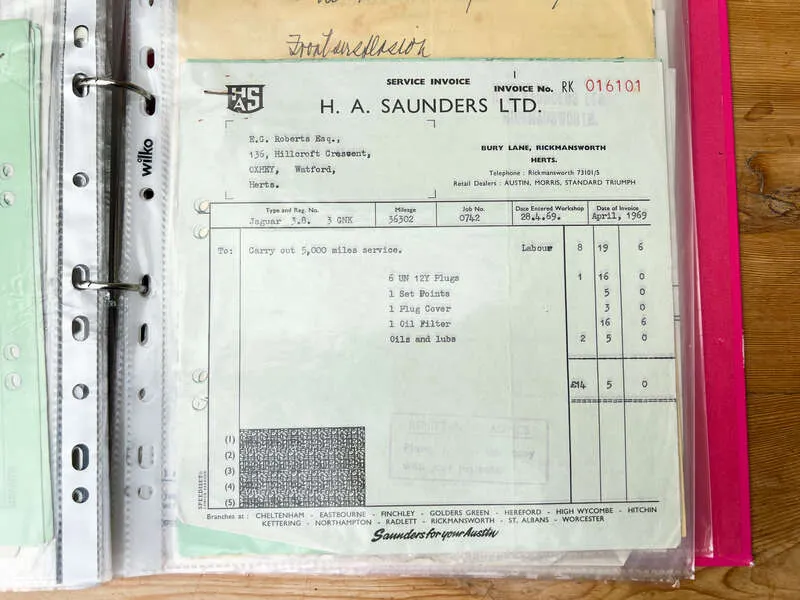 Front suspension
SERVICE INVOICE
INVOICE No. RK 016101
HAS
H. A. SAUNDERS LTD.
E.G. Roberts Esq.,
136, Hillcroft Crescent,
OXHEY, Watford,
Herts.
BURY LANE, RICKMANSWORTH
HERTS.
Telephone : Rickmansworth 73101/5
Retail Dealers : AUSTIN, MORRIS, STANDARD TRIUMPH
Type and Reg. No. Mileage Job No. Date Entered Workshop Date of Invoice
Jaguar 3.8. 3 GNK 36302 0742 28.4.69. April, 1969
To: Carry out 5,000 miles service. Labour 8 19 6
6 UN 12Y Plugs 1 16 0
1 Set Points 5 0
1 Plug Cover 3 0
1 Oil Filter 16 6
Oils and lubs 2 5 0
£14 5 0
(1)
(2)
(3)
(4)
(5)
SPEEDISET
Branches at : CHELTENHAM - EASTBOURNE - FINCHLEY - GOLDERS GREEN - HEREFORD - HIGH WYCOMBE - HITCHIN
KETTERING - NORTHAMPTON - RADLETT - RICKMANSWORTH - ST. ALBANS - WORCESTER
Saunders for your Austin
wilko